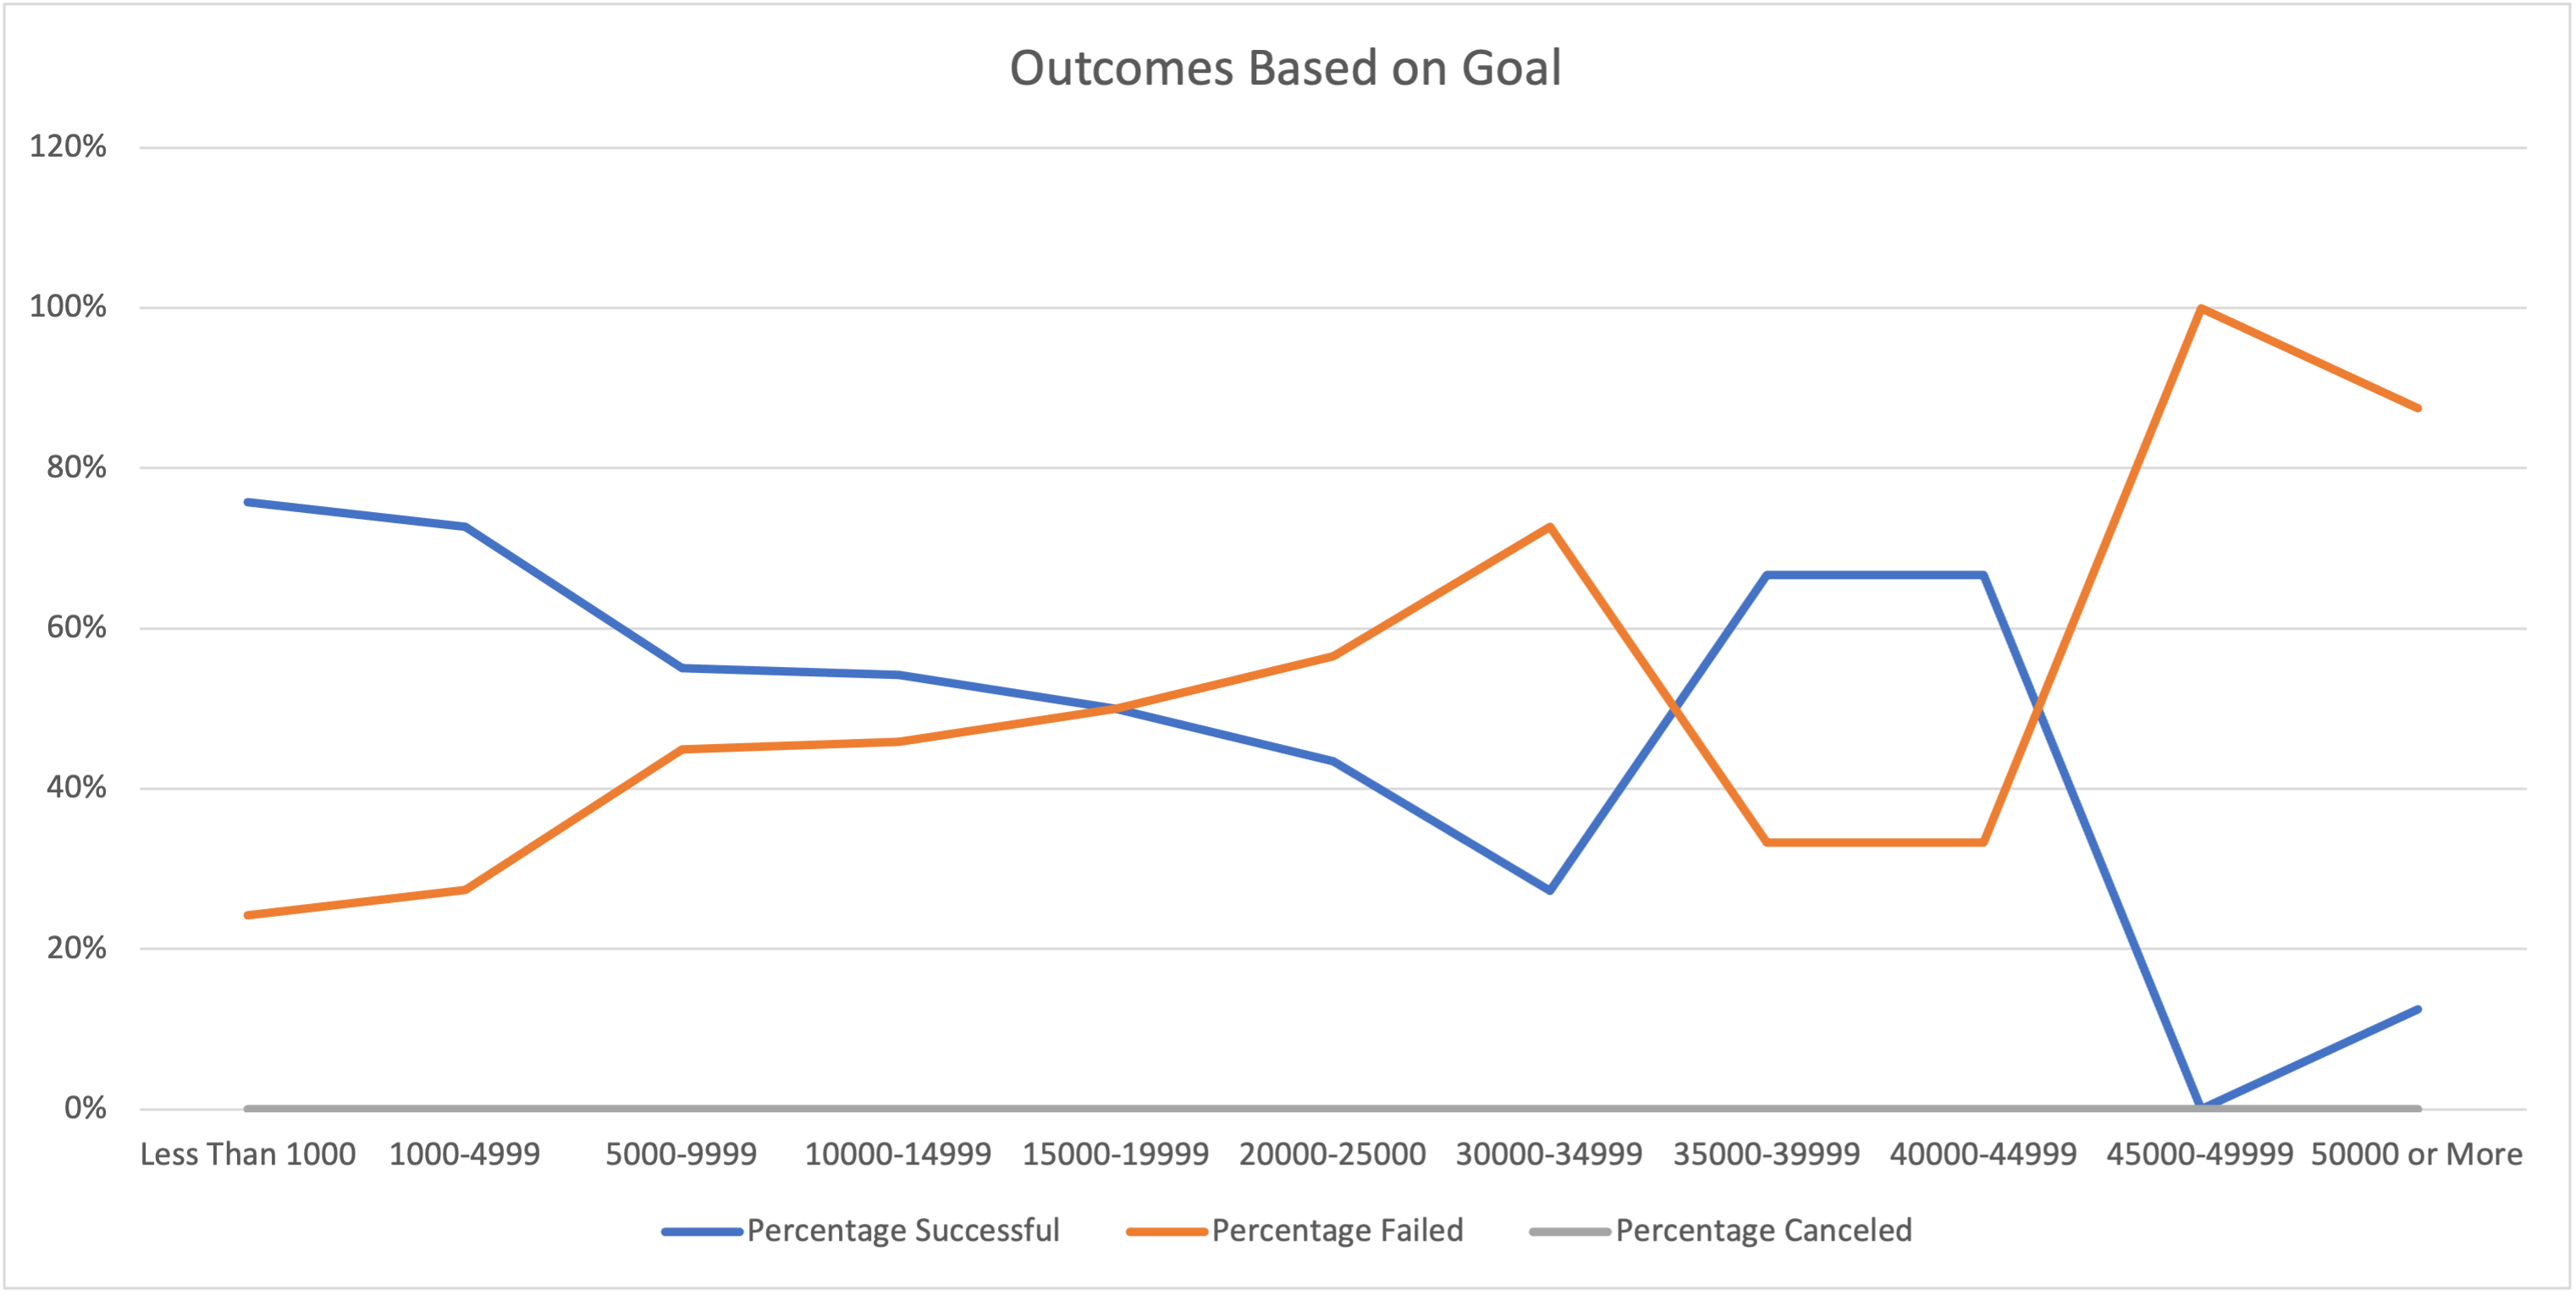 Outcomes Based on Goal
120%
100%
80%
60%
40%
20%
0%
Less Than 1000 1000-4999 5000-9999 10000-14999 15000-19999 20000-25000 30000-34999 35000-39999 40000-44999 45000-49999 50000 or More
Percentage Successful Percentage Failed Percentage Canceled